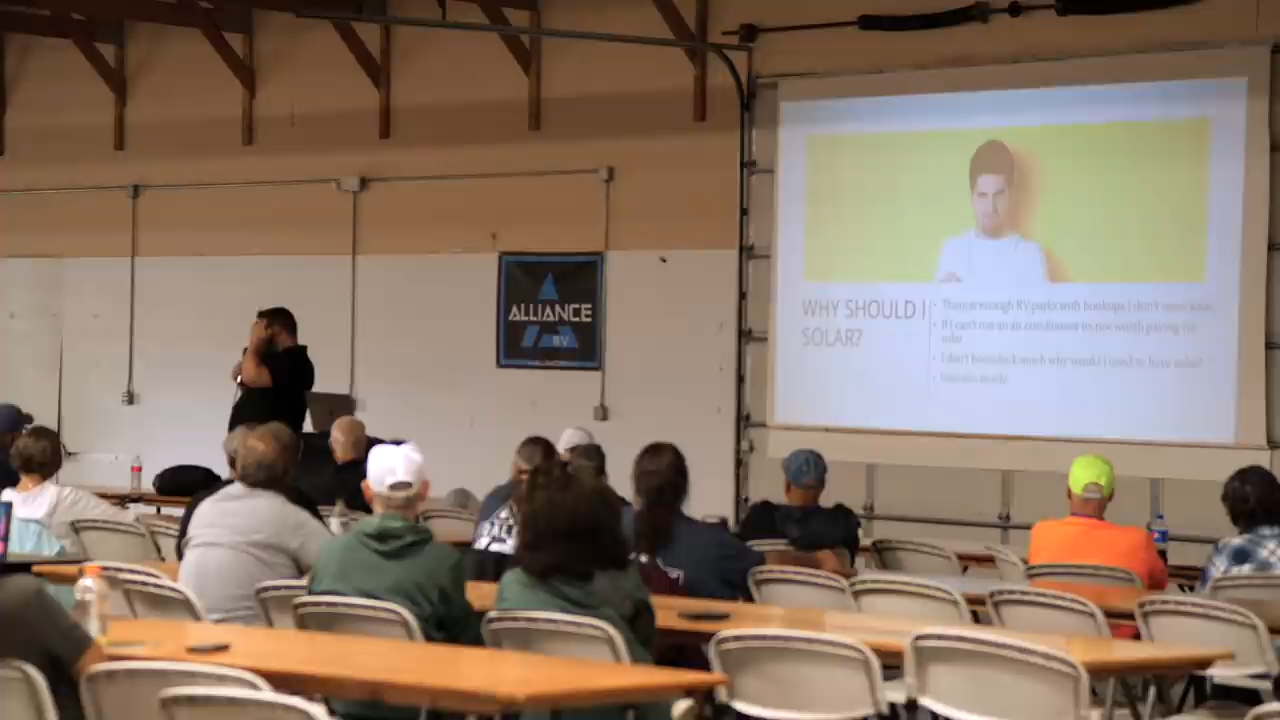 ALLIANCE
RV
WHY SHOULD I
SOLAR?
There is enough RV parks with hookups I don't need solar.
If I can't run an air conditioner its not worth paying for
solar
I don't boondock much why would I need to have solar?